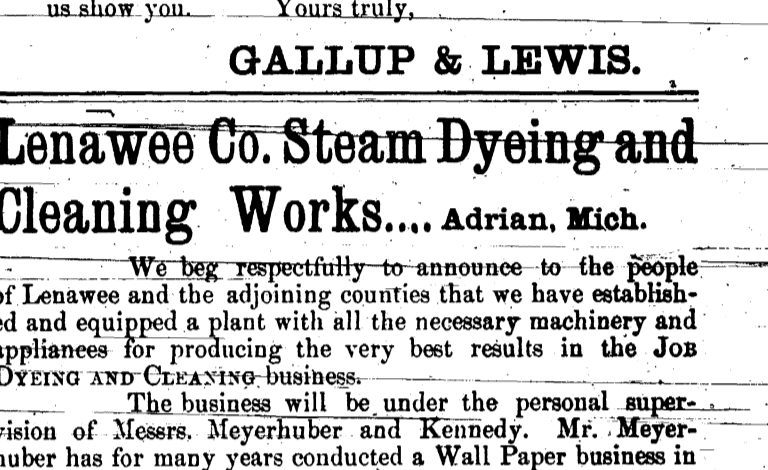 us show you. Yours truly,
GALLUP & LEWIS.
Lenawee Co. Steam Dyeing and
Cleaning Works.... Adrian, Mich.
We beg respectfully to announce to the people
of Lenawee and the adjoining counties that we have establish-
ed and equipped a plant with all the necessary machinery and
appliances for producing the very best results in the JOB
DYEING AND CLEANING business.
The business will be under the personal super-
vision of Messrs. Meyerhuber and Kennedy. Mr. Meyer-
huber has for many years conducted a Wall Paper business in